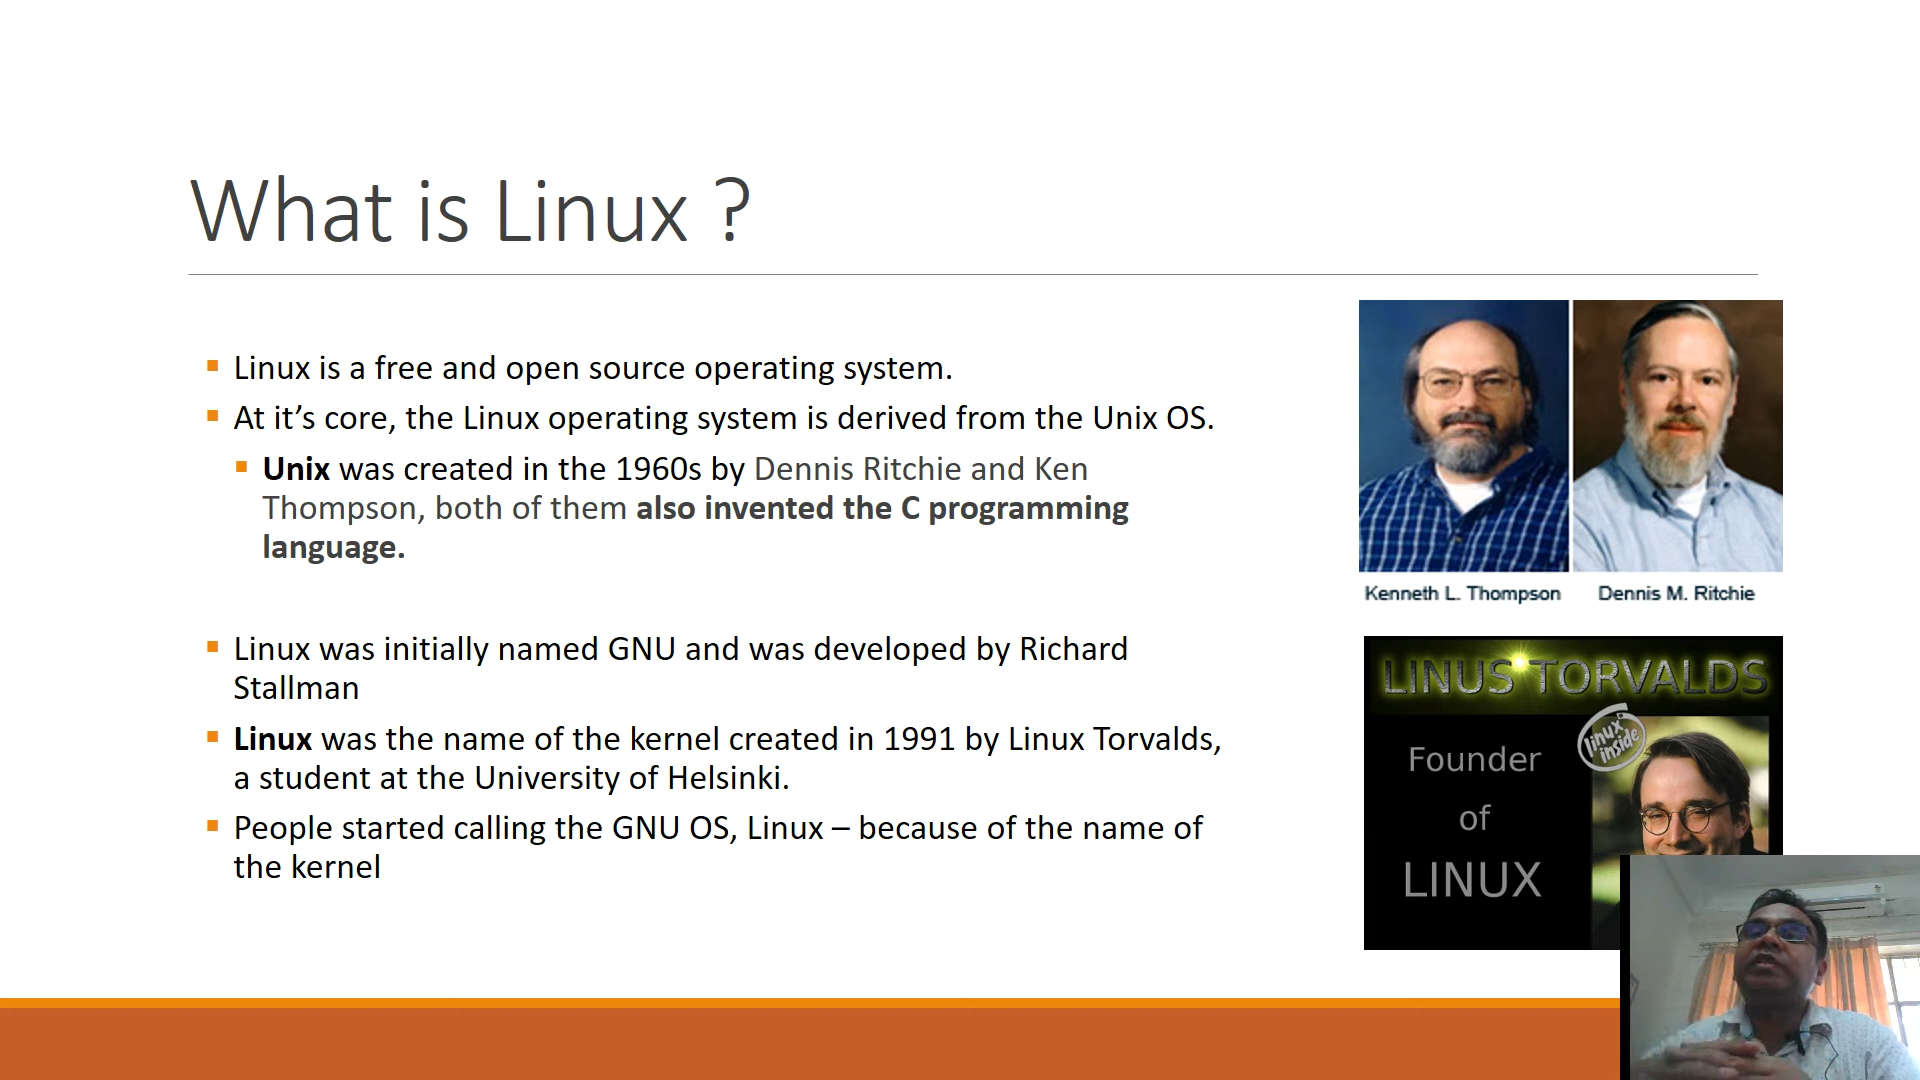 What is Linux ?
Linux is a free and open source operating system.
At it’s core, the Linux operating system is derived from the Unix OS.
Unix was created in the 1960s by Dennis Ritchie and Ken
Thompson, both of them also invented the C programming
language.
Linux was initially named GNU and was developed by Richard
Stallman
Linux was the name of the kernel created in 1991 by Linux Torvalds,
a student at the University of Helsinki.
People started calling the GNU OS, Linux – because of the name of
the kernel
Kenneth L. Thompson
Dennis M. Ritchie
LINUS TORVALDS
linux
inside
Founder
of
LINUX